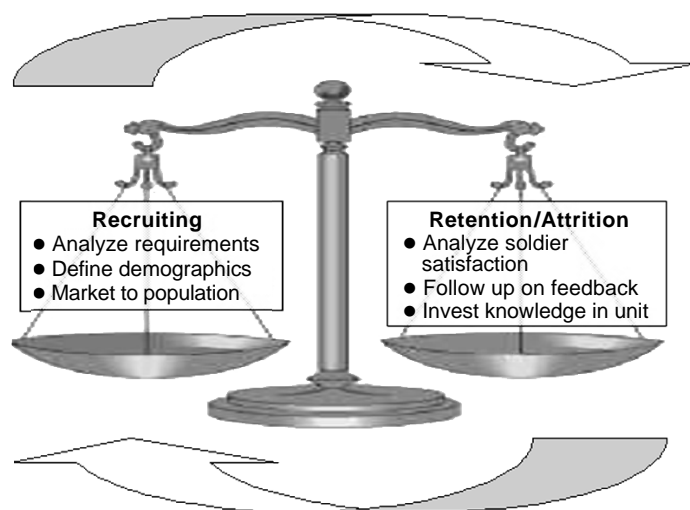 Recruiting
● Analyze requirements
● Define demographics
● Market to population
Retention/Attrition
● Analyze soldier
satisfaction
● Follow up on feedback
● Invest knowledge in unit